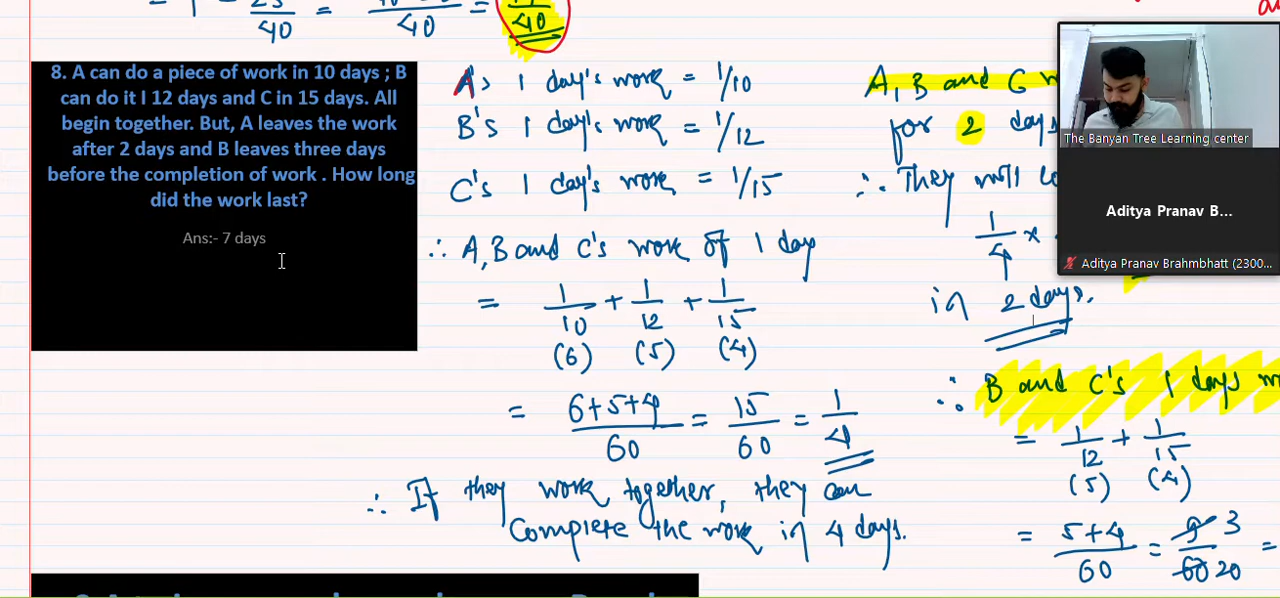 40
40
40
8. A can do a piece of work in 10 days ; B
can do it I 12 days and C in 15 days. All
begin together. But, A leaves the work
after 2 days and B leaves three days
before the completion of work . How long
did the work last?
Ans:- 7 days
A's 1 day's work = 1/10
B's 1 day's work = 1/12
C's 1 day's work = 1/15
∴ A, B and C's work of 1 day
= 1/10 + 1/12 + 1/15
(6) (5) (4)
= 6+5+4/60 = 15/60 = 1/4
∴ If they work together, they can
Complete the work in 4 days.
A, B and C
for 2 days
∴ They will
1/4 ×
in 2 days.
∴ B and C's 1 days
= 1/12 + 1/15
(5) (4)
= 5+4/60 = 9/60 3/20 =
The Banyan Tree Learning center
Aditya Pranav B...
Aditya Pranav Brahmbhatt (2300...